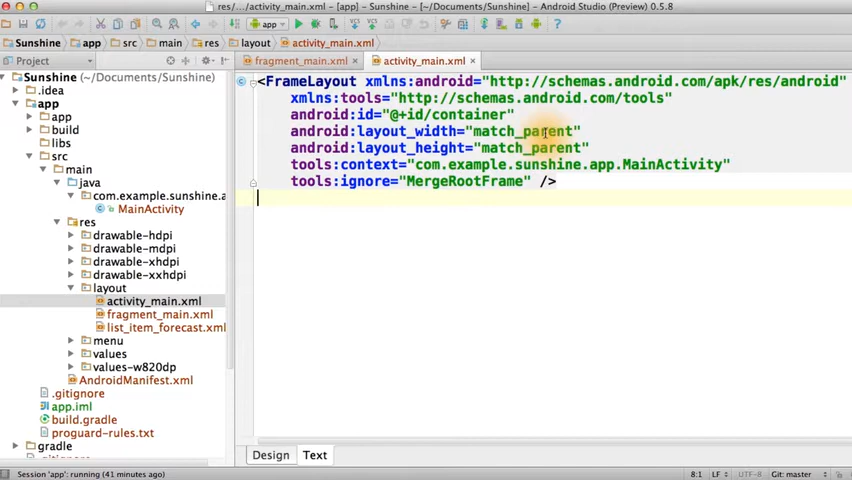 res/.../activity_main.xml - [app] - Sunshine - [~/Documents/Sunshine] - Android Studio (Preview) 0.5.8
app
Sunshine app src main res layout activity_main.xml
Project
fragment_main.xml activity_main.xml
Sunshine (~/Documents/Sunshine)
.idea
app
app
build
libs
src
main
java
com.example.sunshine.a
MainActivity
res
drawable-hdpi
drawable-mdpi
drawable-xhdpi
drawable-xxhdpi
layout
activity_main.xml
fragment_main.xml
list_item_forecast.xml
menu
values
values-w820dp
AndroidManifest.xml
.gitignore
app.iml
build.gradle
proguard-rules.txt
gradle
<FrameLayout xmlns:android="http://schemas.android.com/apk/res/android"
xmlns:tools="http://schemas.android.com/tools"
android:id="@+id/container"
android:layout_width="match_parent"
android:layout_height="match_parent"
tools:context="com.example.sunshine.app.MainActivity"
tools:ignore="MergeRootFrame" />
Design Text
Session 'app': running (41 minutes ago)
8:1 LF UTF-8 Git: master